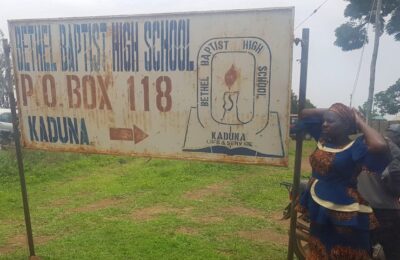 BETHEL BAPTIST HIGH SCHOOL
P.O. BOX 118
KADUNA
BETHEL BAPTIST HIGH SCHOOL
KADUNA